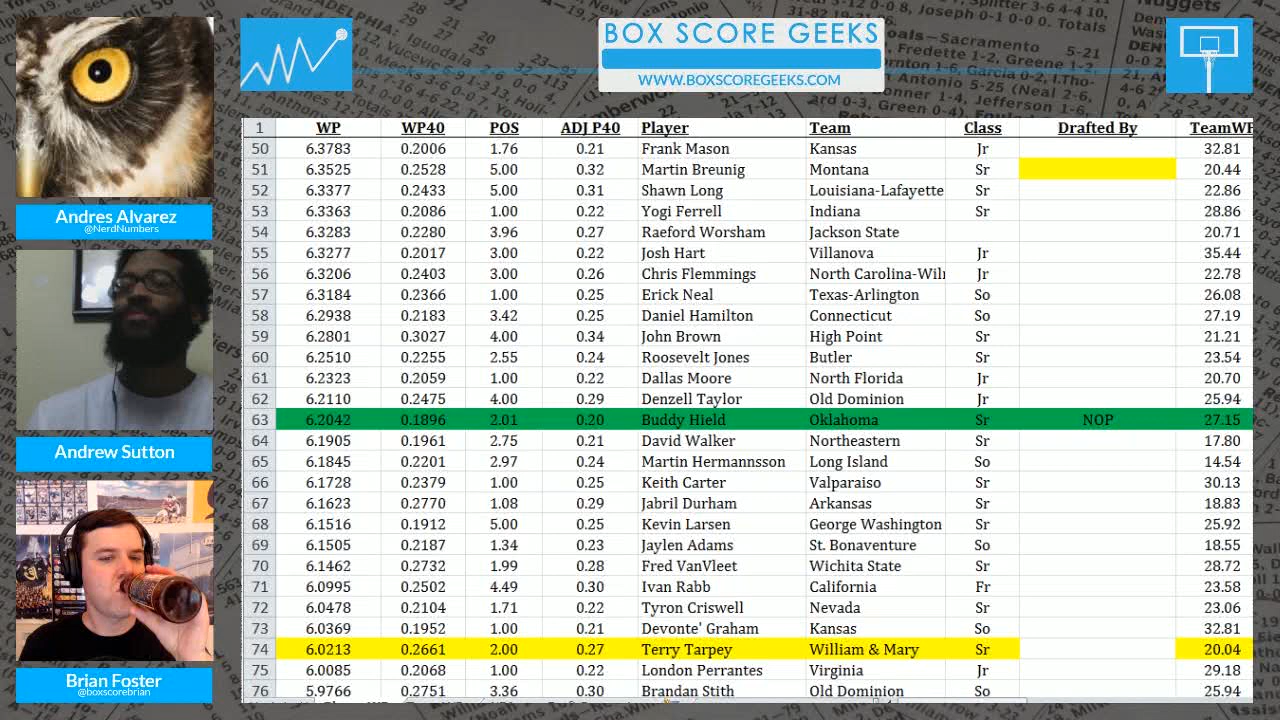 BOX SCORE GEEKS
WWW.BOXSCOREGEEKS.COM
Andres Alvarez
@NerdNumbers
Andrew Sutton
Brian Foster
@boxscorebrian
1 WP WP40 POS ADJ P40 Player Team Class Drafted By TeamWP
50 6.3783 0.2006 1.76 0.21 Frank Mason Kansas Jr 32.81
51 6.3525 0.2528 5.00 0.32 Martin Breunig Montana Sr 20.44
52 6.3377 0.2433 5.00 0.31 Shawn Long Louisiana-Lafayette Sr 22.86
53 6.3363 0.2086 1.00 0.22 Yogi Ferrell Indiana Sr 28.86
54 6.3283 0.2280 3.96 0.27 Raeford Worsham Jackson State 20.71
55 6.3277 0.2017 3.00 0.22 Josh Hart Villanova Jr 35.44
56 6.3206 0.2403 3.00 0.26 Chris Flemmings North Carolina-Wil Jr 22.78
57 6.3184 0.2366 1.00 0.25 Erick Neal Texas-Arlington So 26.08
58 6.2938 0.2183 3.42 0.25 Daniel Hamilton Connecticut So 27.19
59 6.2801 0.3027 4.00 0.34 John Brown High Point Sr 21.21
60 6.2510 0.2255 2.55 0.24 Roosevelt Jones Butler Sr 23.54
61 6.2323 0.2059 1.00 0.22 Dallas Moore North Florida Jr 20.70
62 6.2110 0.2475 4.00 0.29 Denzell Taylor Old Dominion Jr 25.94
63 6.2042 0.1896 2.01 0.20 Buddy Hield Oklahoma Sr NOP 27.15
64 6.1905 0.1961 2.75 0.21 David Walker Northeastern Sr 17.80
65 6.1845 0.2201 2.97 0.24 Martin Hermannsson Long Island So 14.54
66 6.1728 0.2379 1.00 0.25 Keith Carter Valparaiso Sr 30.13
67 6.1623 0.2770 1.08 0.29 Jabril Durham Arkansas Sr 18.83
68 6.1516 0.1912 5.00 0.25 Kevin Larsen George Washington Sr 25.92
69 6.1505 0.2187 1.34 0.23 Jaylen Adams St. Bonaventure So 18.55
70 6.1462 0.2732 1.99 0.28 Fred VanVleet Wichita State Sr 28.72
71 6.0995 0.2502 4.49 0.30 Ivan Rabb California Fr 23.58
72 6.0478 0.2104 1.71 0.22 Tyron Criswell Nevada Sr 23.06
73 6.0369 0.1952 1.00 0.21 Devonte' Graham Kansas So 32.81
74 6.0213 0.2661 2.00 0.27 Terry Tarpey William & Mary Sr 20.04
75 6.0085 0.2068 1.00 0.22 London Perrantes Virginia Jr 29.18
76 5.9766 0.2751 3.36 0.30 Brandan Stith Old Dominion So 25.94